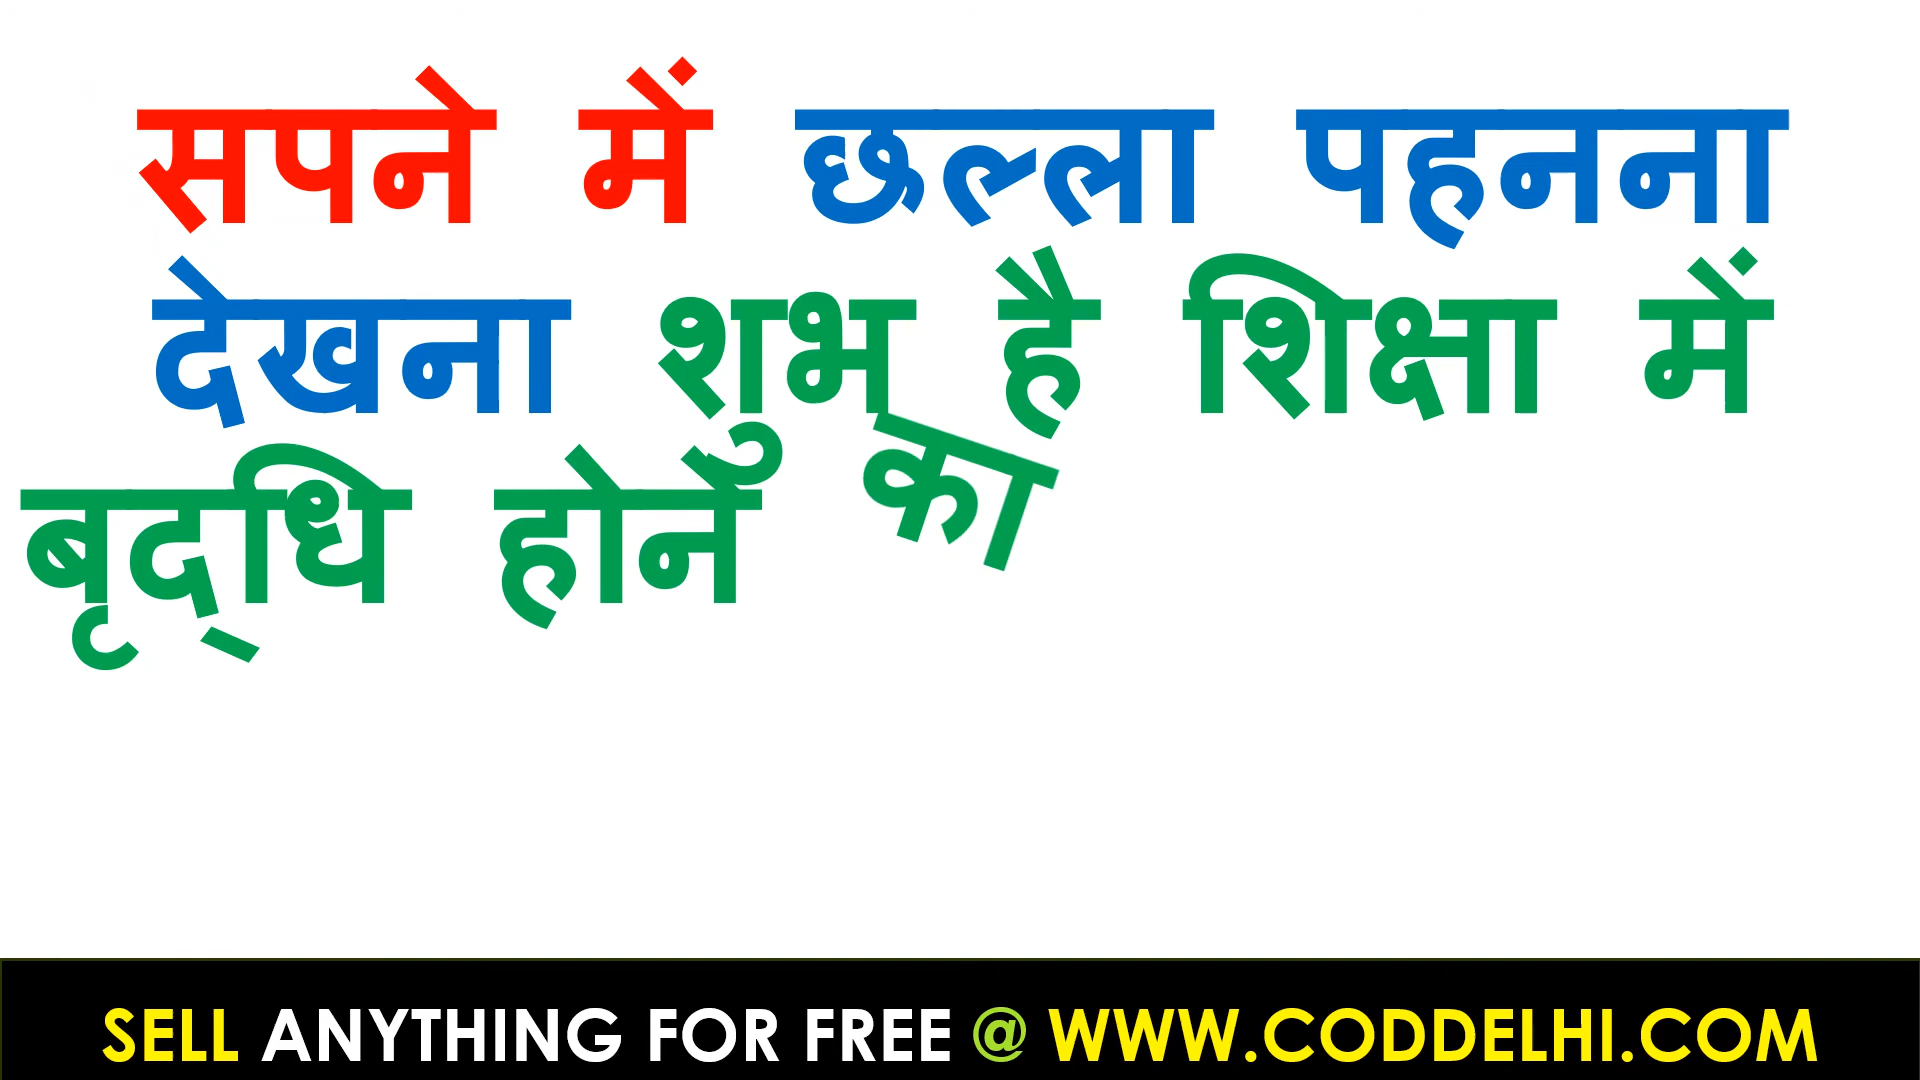 सपने में छल्ला पहनना
देखना शुभ है शिक्षा में
बृद्धि होने का
SELL ANYTHING FOR FREE @ WWW.CODDELHI.COM